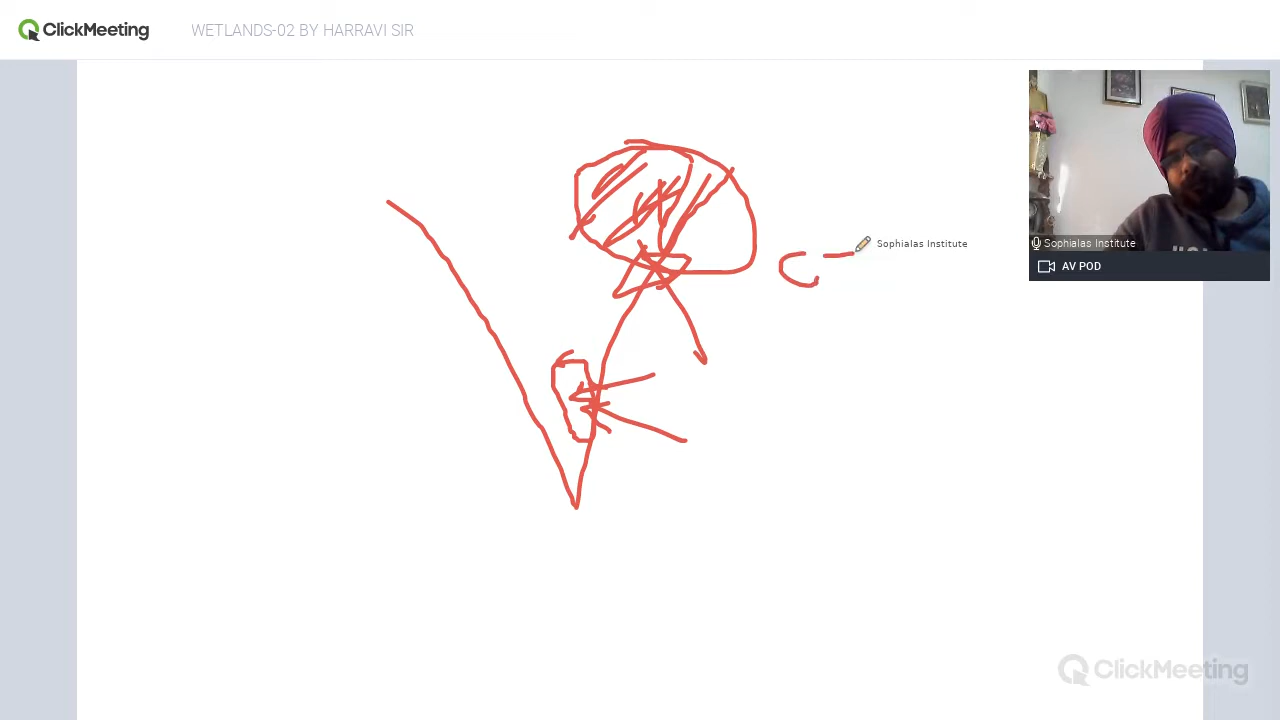 ClickMeeting
WETLANDS-02 BY HARRAVI SIR
Sophialas Institute
Sophialas Institute
AV POD
ClickMeeting